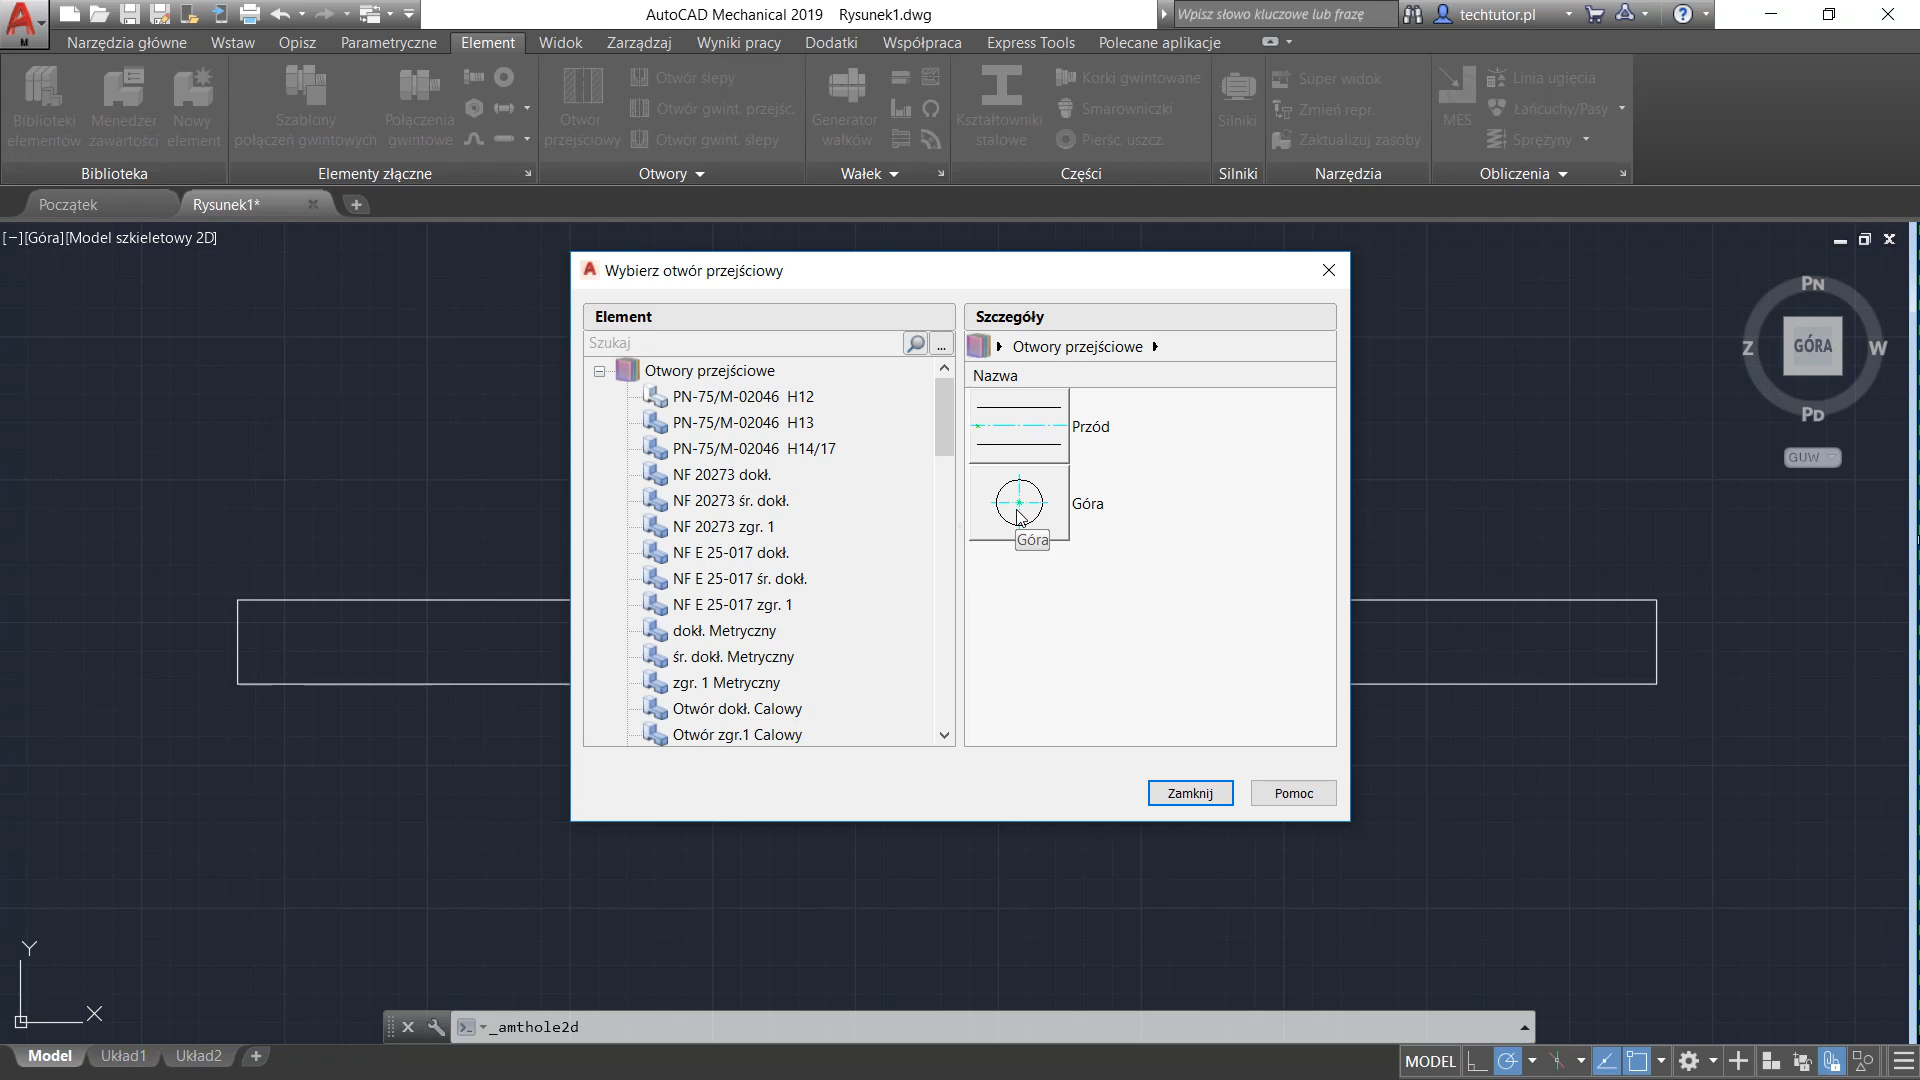 AutoCAD Mechanical 2019 Rysunek1.dwg
Wpisz słowo kluczowe lub frazę
techtutor.pl
Narzędzia główne Wstaw Opisz Parametryczne Element Widok Zarządzaj Wyniki pracy Dodatki Współpraca Express Tools Polecane aplikacje
Biblioteki elementów
Menedżer zawartości
Nowy element
Biblioteka
Szablony połączeń gwintowych
Połączenia gwintowe
Elementy złączne
Otwór przejściowy
Otwór ślepy
Otwór gwint. przejśc.
Otwór gwint. ślepy
Otwory
Generator wałków
Wałek
Kształtowniki stalowe
Korki gwintowane
Smarowniczki
Pierśc. uszcz.
Części
Silniki
Silniki
Super widok
Zmień repr.
Zaktualizuj zasoby
Narzędzia
MES
Linia ugięcia
Łańcuchy/Pasy
Sprężyny
Obliczenia
Początek
Rysunek1*
[−][Góra][Model szkieletowy 2D]
PN
Z
GÓRA
W
PD
GUW
Wybierz otwór przejściowy
Element
Szukaj
...
Otwory przejściowe
PN-75/M-02046 H12
PN-75/M-02046 H13
PN-75/M-02046 H14/17
NF 20273 dokł.
NF 20273 śr. dokł.
NF 20273 zgr. 1
NF E 25-017 dokł.
NF E 25-017 śr. dokł.
NF E 25-017 zgr. 1
dokł. Metryczny
śr. dokł. Metryczny
zgr. 1 Metryczny
Otwór dokł. Calowy
Otwór zgr.1 Calowy
Szczegóły
Otwory przejściowe
Nazwa
Przód
Góra
Góra
Zamknij
Pomoc
Y
X
_amthole2d
Model
Układ1
Układ2
MODEL